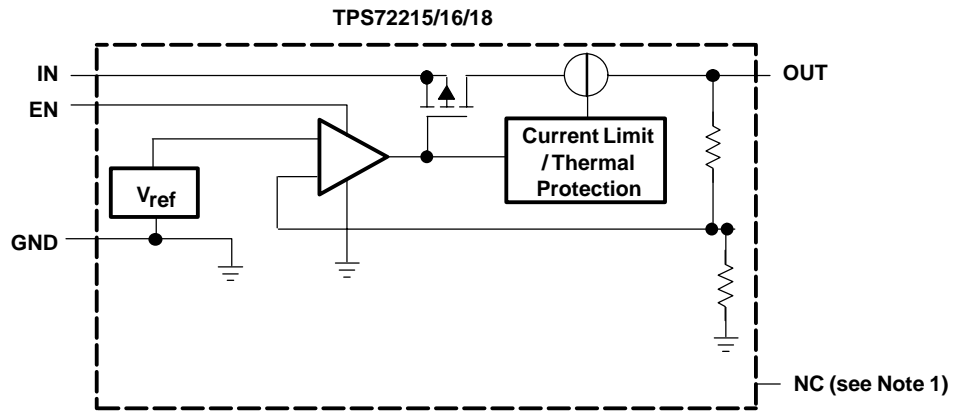 TPS72215/16/18
IN
OUT
EN
Current Limit
/ Thermal
Protection
Vref
GND
NC (see Note 1)